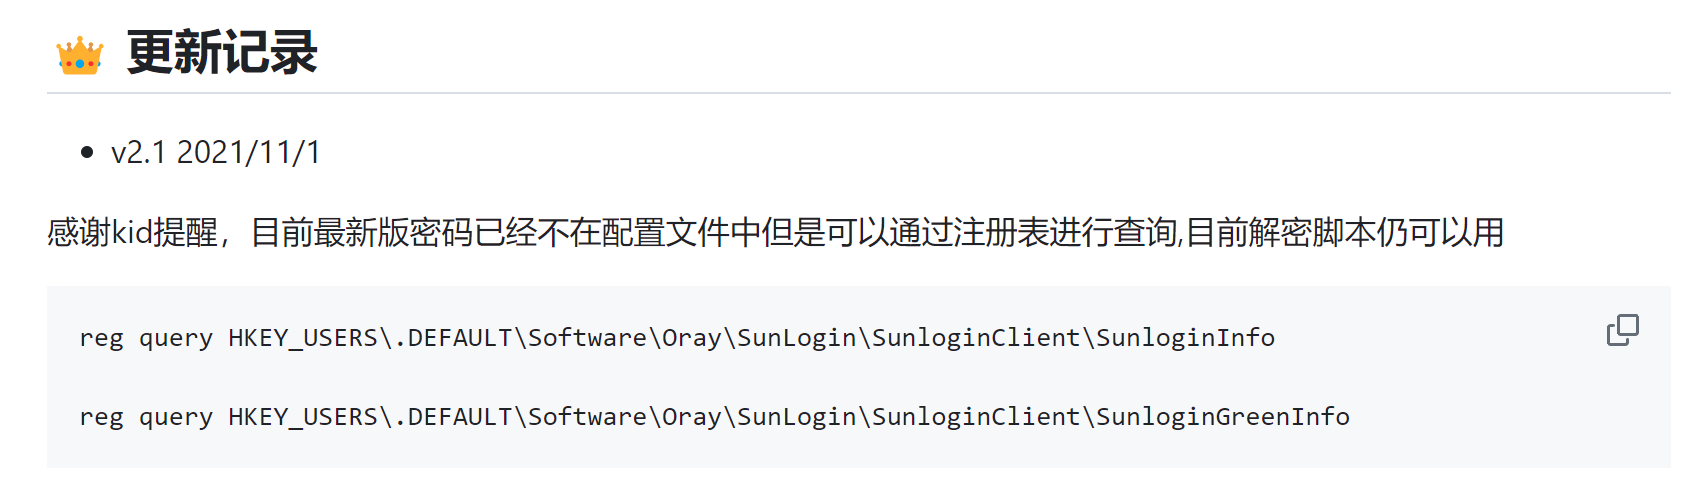 👑 更新记录
• v2.1 2021/11/1
感谢kid提醒，目前最新版密码已经不在配置文件中但是可以通过注册表进行查询,目前解密脚本仍可以用
reg query HKEY_USERS\.DEFAULT\Software\Oray\SunLogin\SunloginClient\SunloginInfo
reg query HKEY_USERS\.DEFAULT\Software\Oray\SunLogin\SunloginClient\SunloginGreenInfo